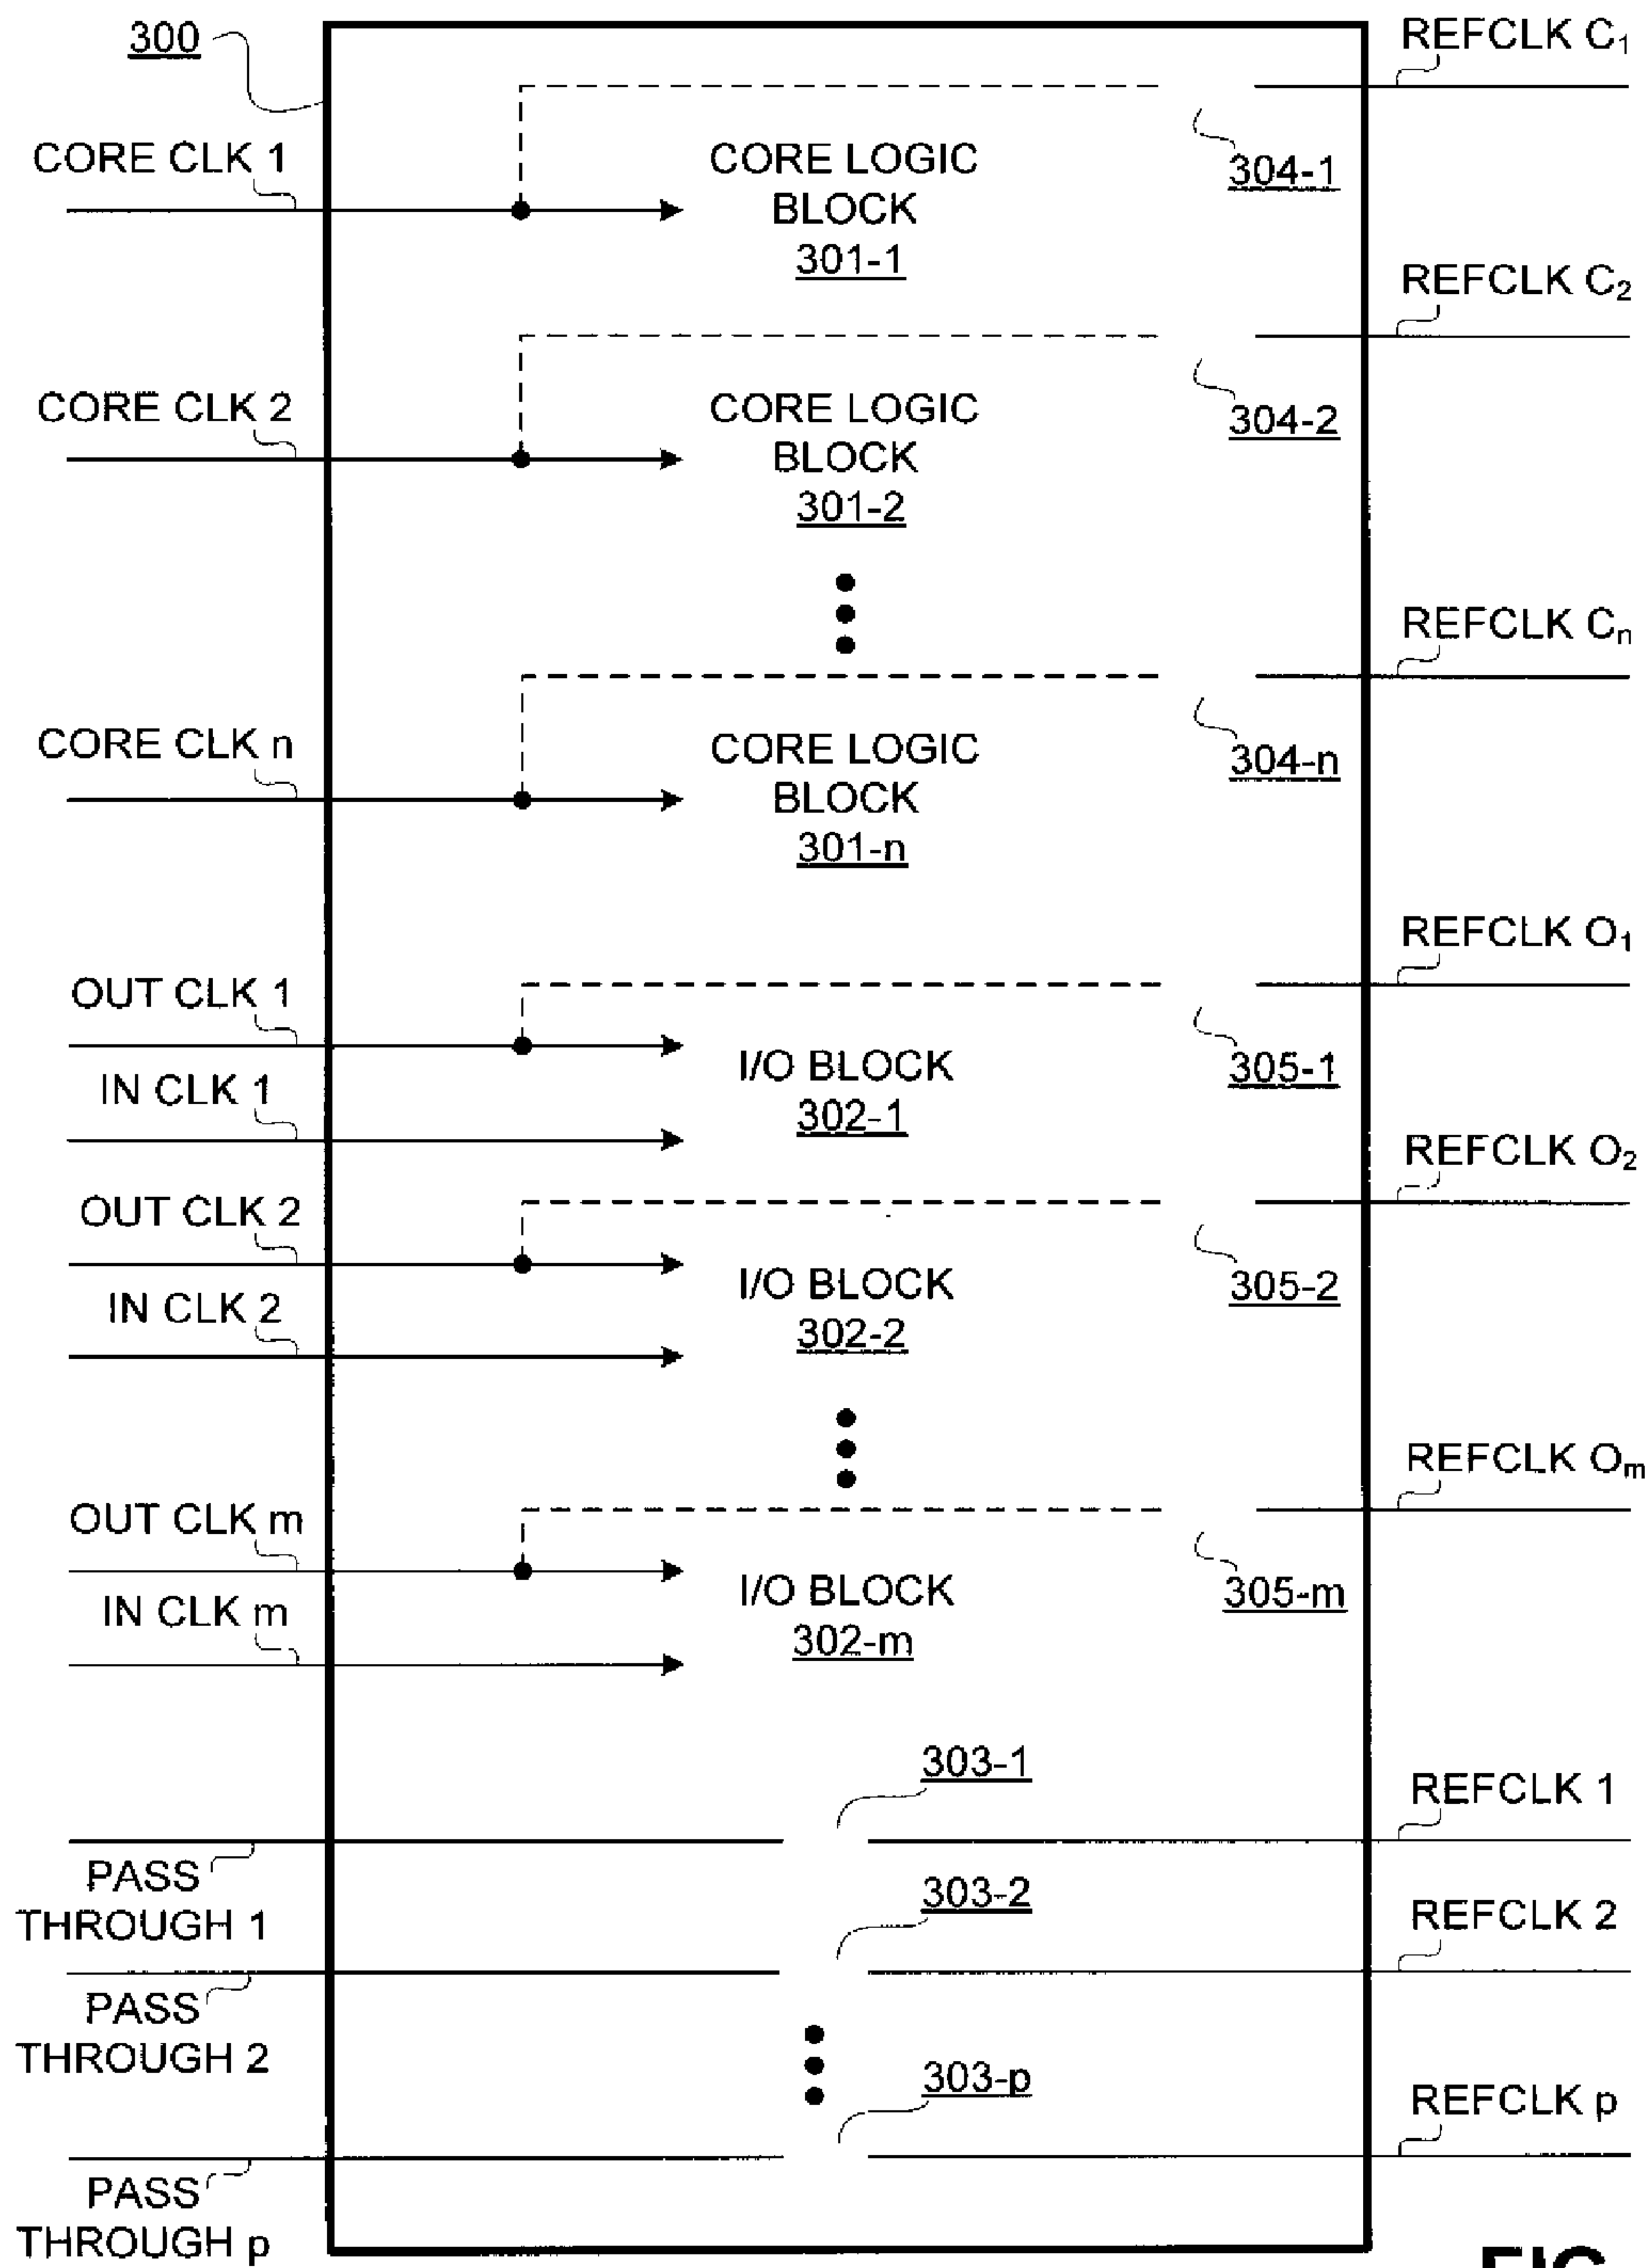 300
REFCLK C1
CORE CLK 1
CORE LOGIC
BLOCK
301-1
304-1
REFCLK C2
CORE CLK 2
CORE LOGIC
BLOCK
301-2
304-2
REFCLK Cn
CORE CLK n
CORE LOGIC
BLOCK
301-n
304-n
REFCLK O1
OUT CLK 1
IN CLK 1
I/O BLOCK
302-1
305-1
REFCLK O2
OUT CLK 2
IN CLK 2
I/O BLOCK
302-2
305-2
REFCLK Om
OUT CLK m
IN CLK m
I/O BLOCK
302-m
305-m
303-1
REFCLK 1
PASS
THROUGH 1
303-2
REFCLK 2
PASS
THROUGH 2
303-p
REFCLK p
PASS
THROUGH p
FIG